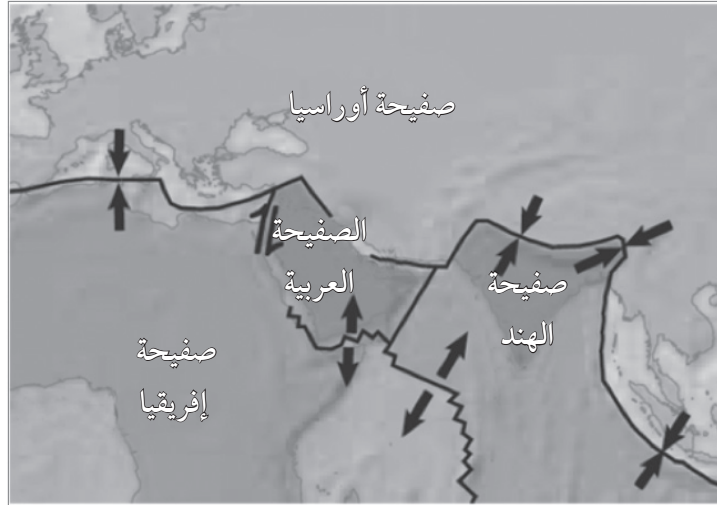 صفيحة أوراسيا
الصفيحة
العربية
صفيحة
الهند
صفيحة
إفريقيا